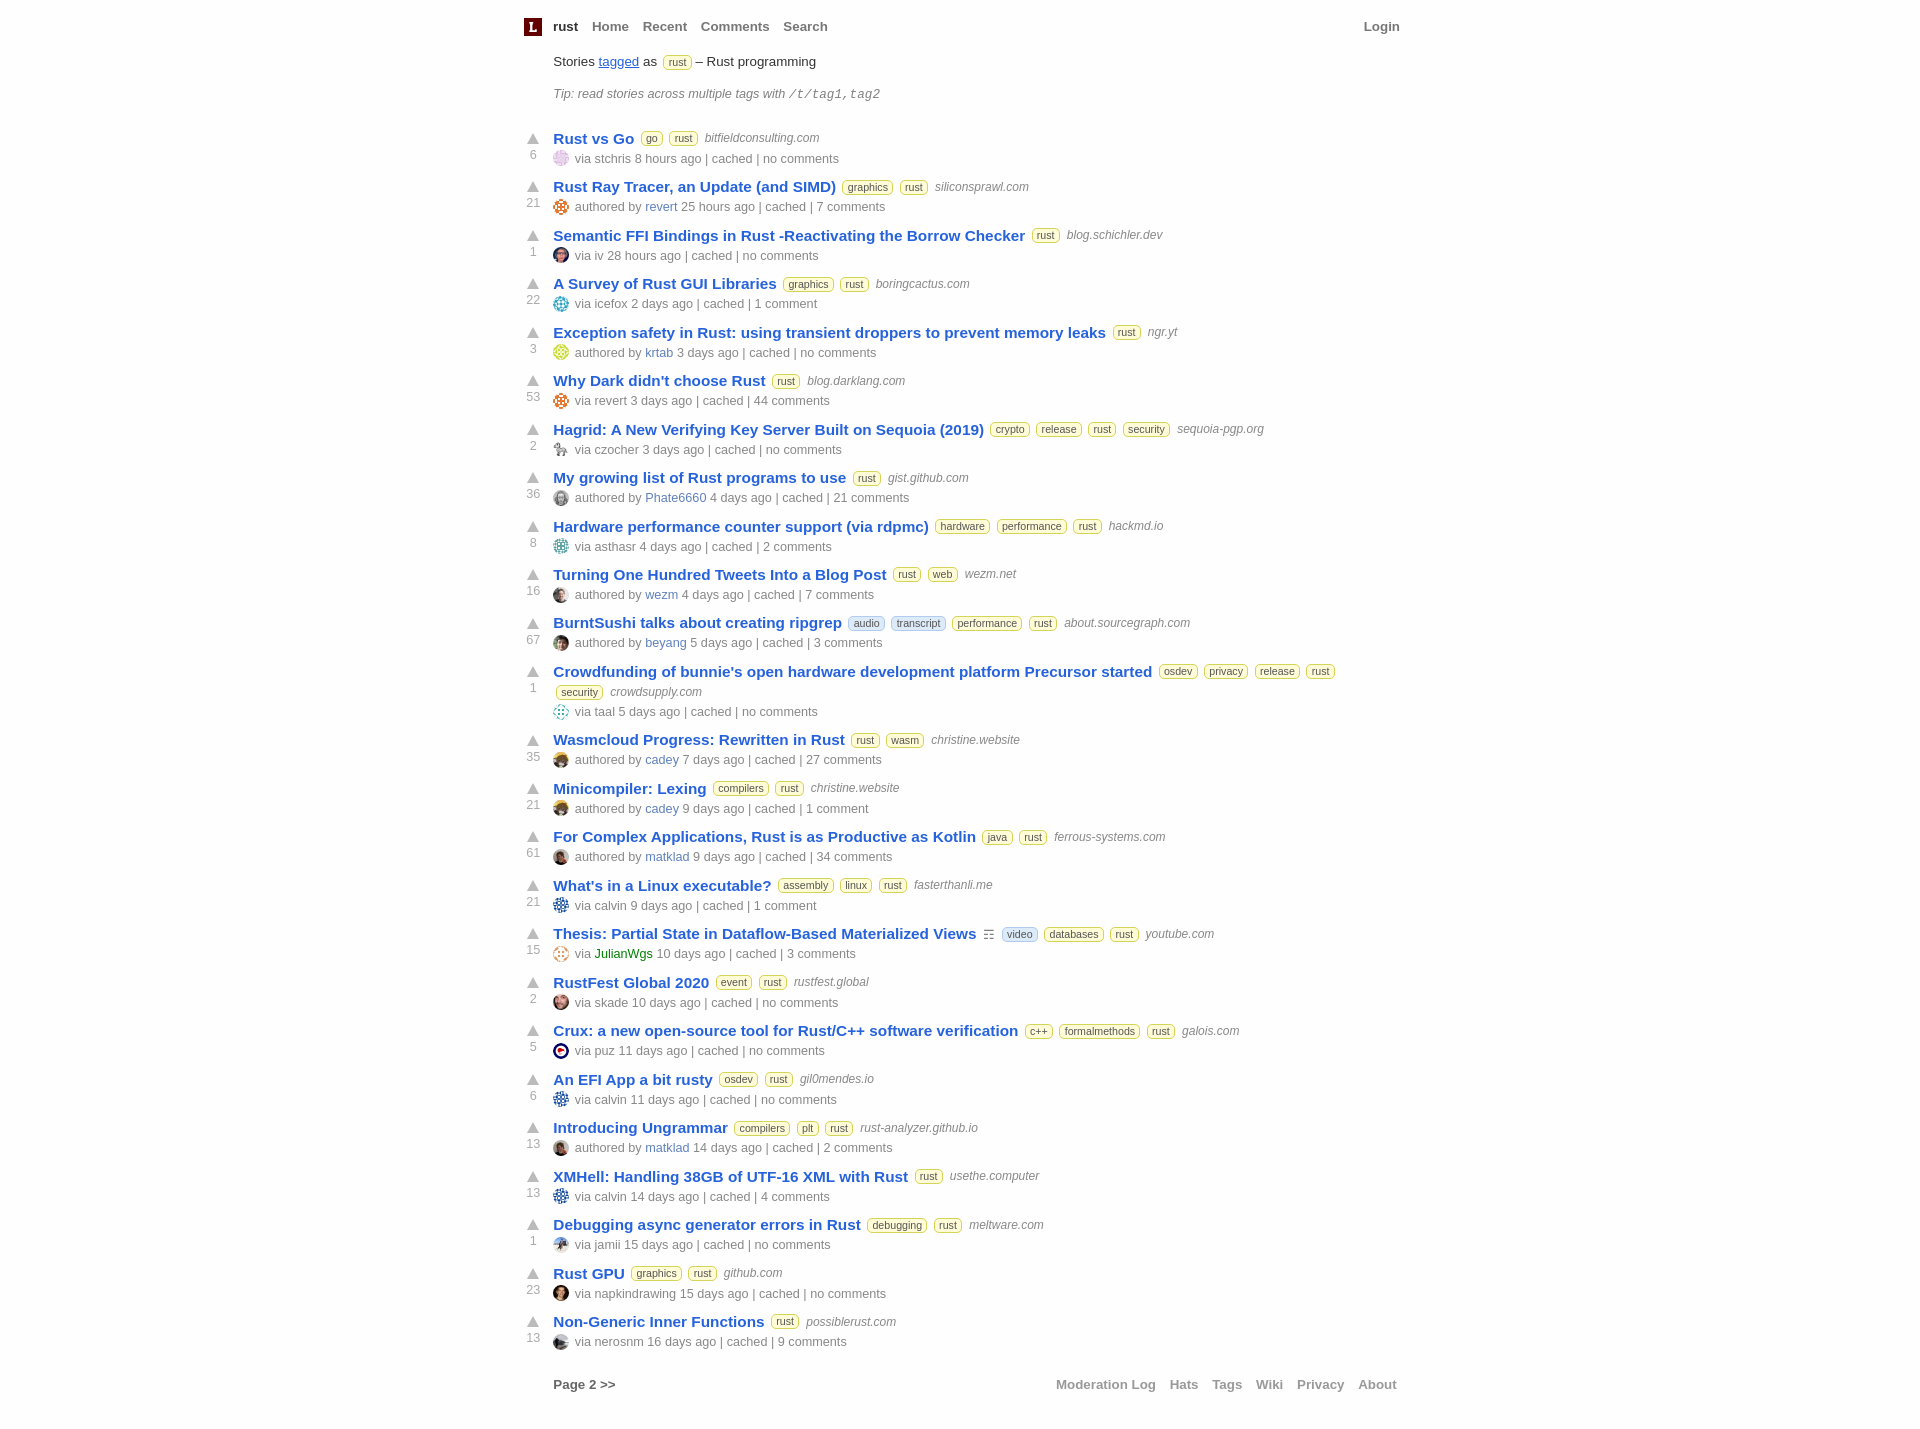 L rust Home Recent Comments Search Login
Stories tagged as rust – Rust programming
Tip: read stories across multiple tags with /t/tag1,tag2
Rust vs Go go rust bitfieldconsulting.com
6 via stchris 8 hours ago | cached | no comments
Rust Ray Tracer, an Update (and SIMD) graphics rust siliconsprawl.com
21 authored by revert 25 hours ago | cached | 7 comments
Semantic FFI Bindings in Rust -Reactivating the Borrow Checker rust blog.schichler.dev
1 via iv 28 hours ago | cached | no comments
A Survey of Rust GUI Libraries graphics rust boringcactus.com
22 via icefox 2 days ago | cached | 1 comment
Exception safety in Rust: using transient droppers to prevent memory leaks rust ngr.yt
3 authored by krtab 3 days ago | cached | no comments
Why Dark didn't choose Rust rust blog.darklang.com
53 via revert 3 days ago | cached | 44 comments
Hagrid: A New Verifying Key Server Built on Sequoia (2019) crypto release rust security sequoia-pgp.org
2 via czocher 3 days ago | cached | no comments
My growing list of Rust programs to use rust gist.github.com
36 authored by Phate6660 4 days ago | cached | 21 comments
Hardware performance counter support (via rdpmc) hardware performance rust hackmd.io
8 via asthasr 4 days ago | cached | 2 comments
Turning One Hundred Tweets Into a Blog Post rust web wezm.net
16 authored by wezm 4 days ago | cached | 7 comments
BurntSushi talks about creating ripgrep audio transcript performance rust about.sourcegraph.com
67 authored by beyang 5 days ago | cached | 3 comments
Crowdfunding of bunnie's open hardware development platform Precursor started osdev privacy release rust
1 security crowdsupply.com
via taal 5 days ago | cached | no comments
Wasmcloud Progress: Rewritten in Rust rust wasm christine.website
35 authored by cadey 7 days ago | cached | 27 comments
Minicompiler: Lexing compilers rust christine.website
21 authored by cadey 9 days ago | cached | 1 comment
For Complex Applications, Rust is as Productive as Kotlin java rust ferrous-systems.com
61 authored by matklad 9 days ago | cached | 34 comments
What's in a Linux executable? assembly linux rust fasterthanli.me
21 via calvin 9 days ago | cached | 1 comment
Thesis: Partial State in Dataflow-Based Materialized Views ☶ video databases rust youtube.com
15 via JulianWgs 10 days ago | cached | 3 comments
RustFest Global 2020 event rust rustfest.global
2 via skade 10 days ago | cached | no comments
Crux: a new open-source tool for Rust/C++ software verification c++ formalmethods rust galois.com
5 via puz 11 days ago | cached | no comments
An EFI App a bit rusty osdev rust gil0mendes.io
6 via calvin 11 days ago | cached | no comments
Introducing Ungrammar compilers plt rust rust-analyzer.github.io
13 authored by matklad 14 days ago | cached | 2 comments
XMHell: Handling 38GB of UTF-16 XML with Rust rust usethe.computer
13 via calvin 14 days ago | cached | 4 comments
Debugging async generator errors in Rust debugging rust meltware.com
1 via jamii 15 days ago | cached | no comments
Rust GPU graphics rust github.com
23 via napkindrawing 15 days ago | cached | no comments
Non-Generic Inner Functions rust possiblerust.com
13 via nerosnm 16 days ago | cached | 9 comments
Page 2 >> Moderation Log Hats Tags Wiki Privacy About